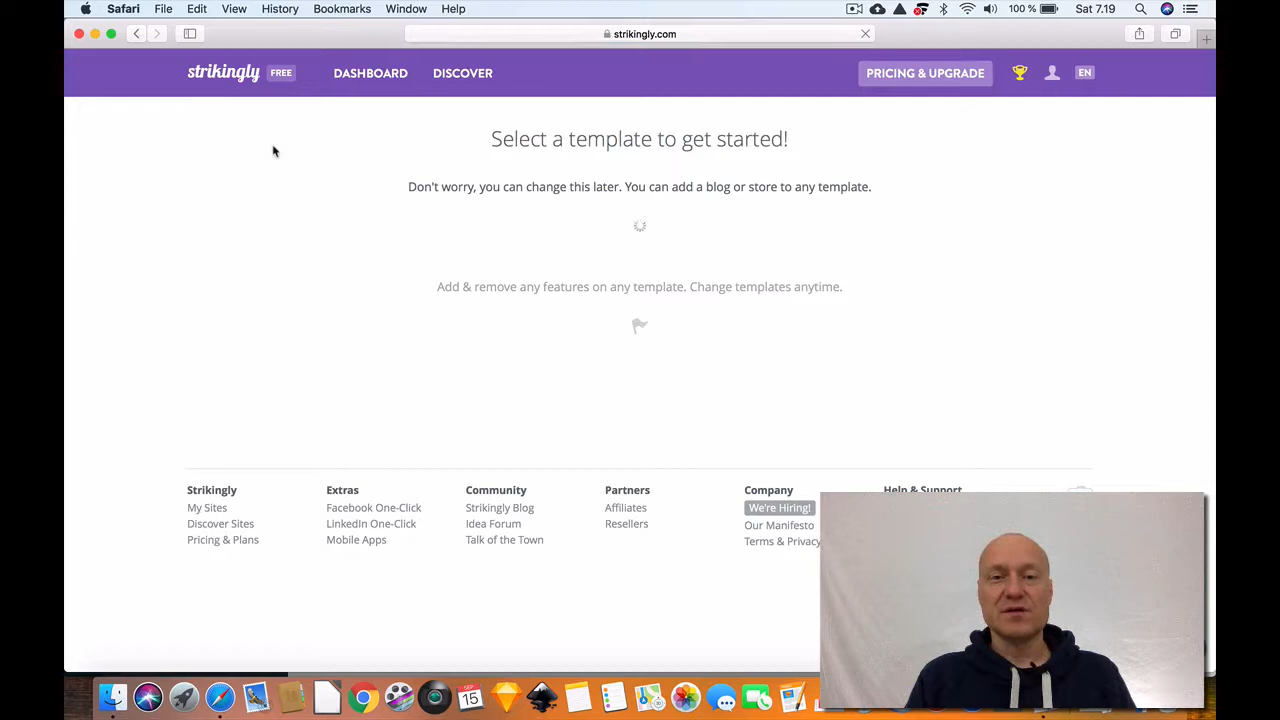 Safari File Edit View History Bookmarks Window Help 100 % Sat 7.19
strikingly.com
strikingly FREE DASHBOARD DISCOVER PRICING & UPGRADE EN
Select a template to get started!
Don't worry, you can change this later. You can add a blog or store to any template.
Add & remove any features on any template. Change templates anytime.
Strikingly Extras Community Partners Company Help & Support
My Sites Facebook One-Click Strikingly Blog Affiliates We're Hiring!
Discover Sites LinkedIn One-Click Idea Forum Resellers Our Manifesto
Pricing & Plans Mobile Apps Talk of the Town Terms & Privacy
SEP
15